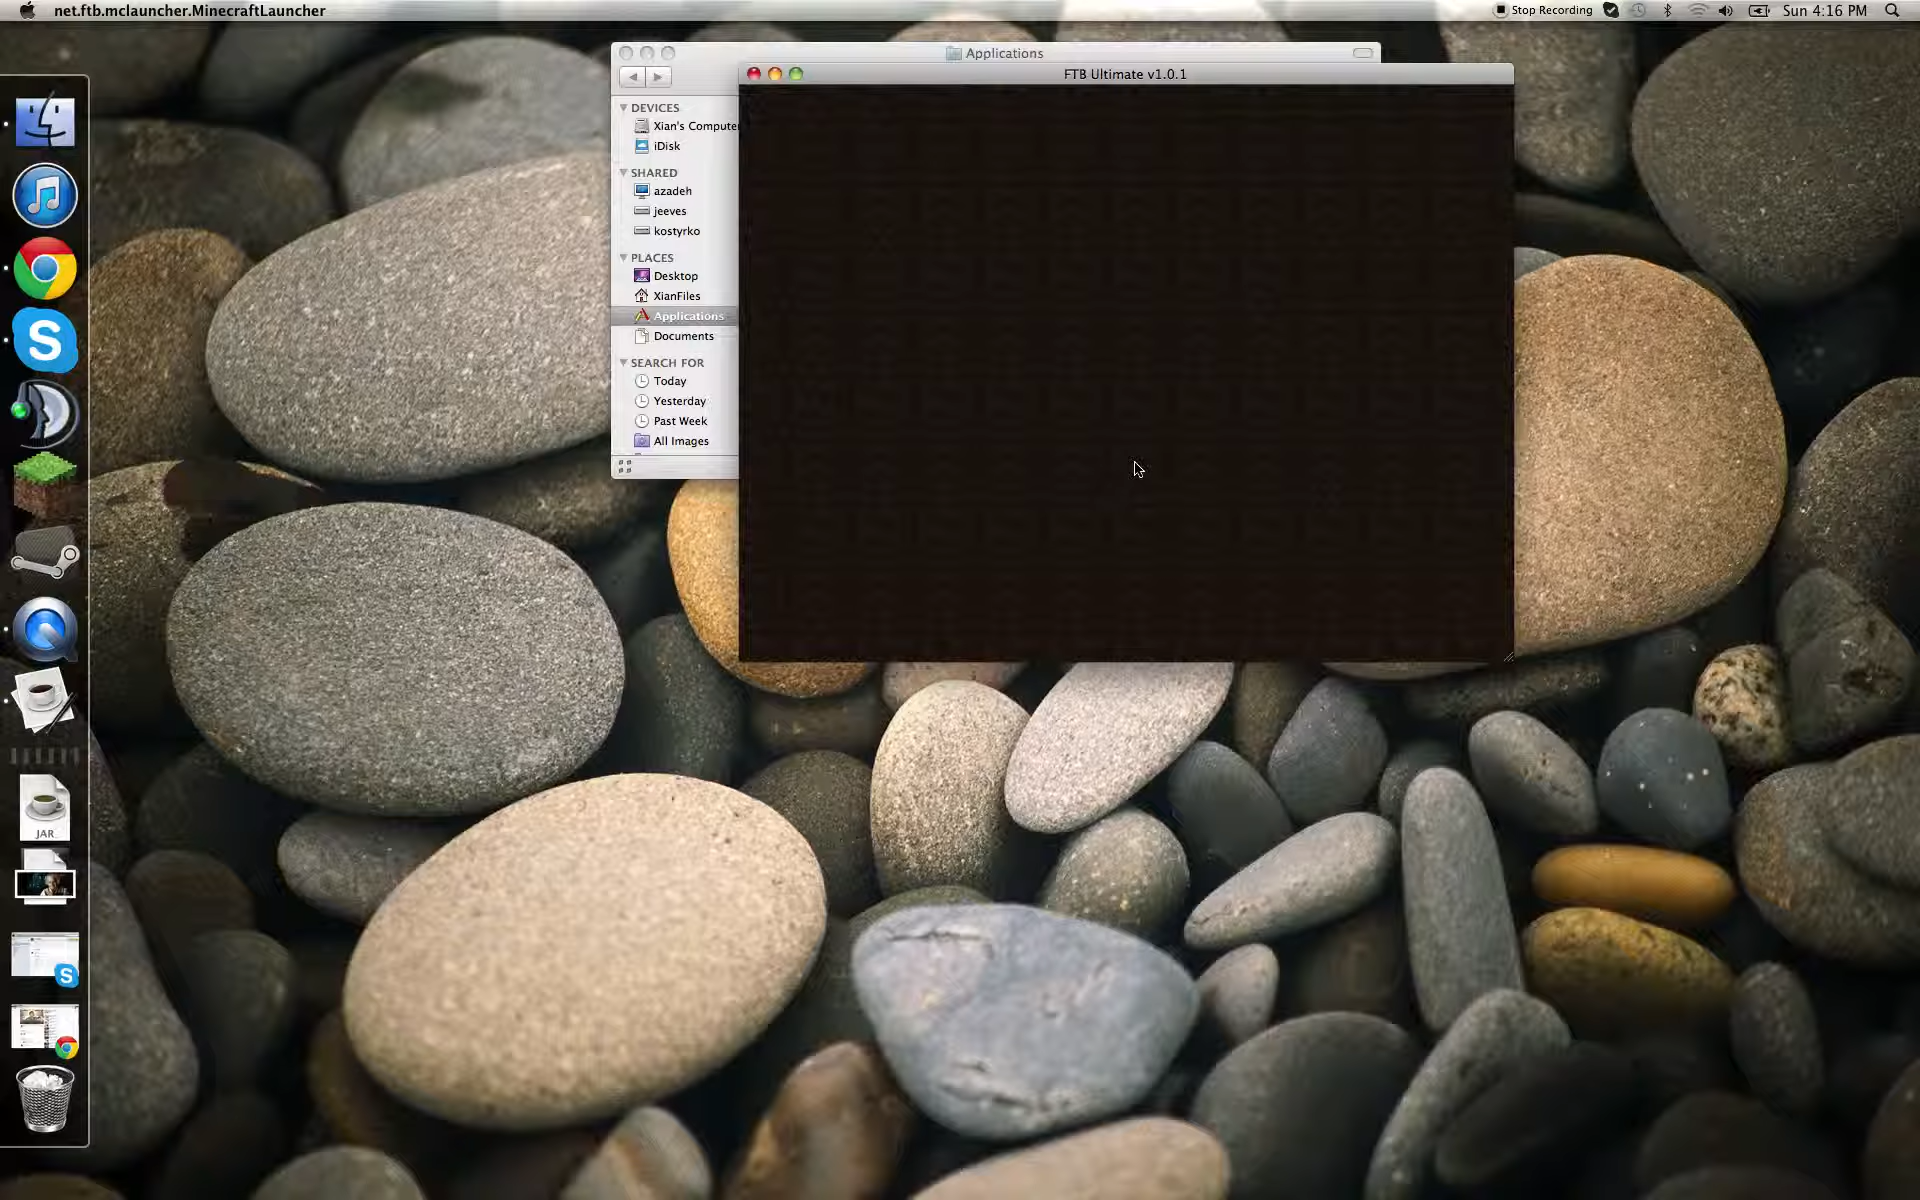 net.ftb.mclauncher.MinecraftLauncher
Stop Recording
Sun 4:16 PM
Applications
FTB Ultimate v1.0.1
DEVICES
Xian's Computer
iDisk
SHARED
azadeh
jeeves
kostyrko
PLACES
Desktop
XianFiles
Applications
Documents
SEARCH FOR
Today
Yesterday
Past Week
All Images
JAR